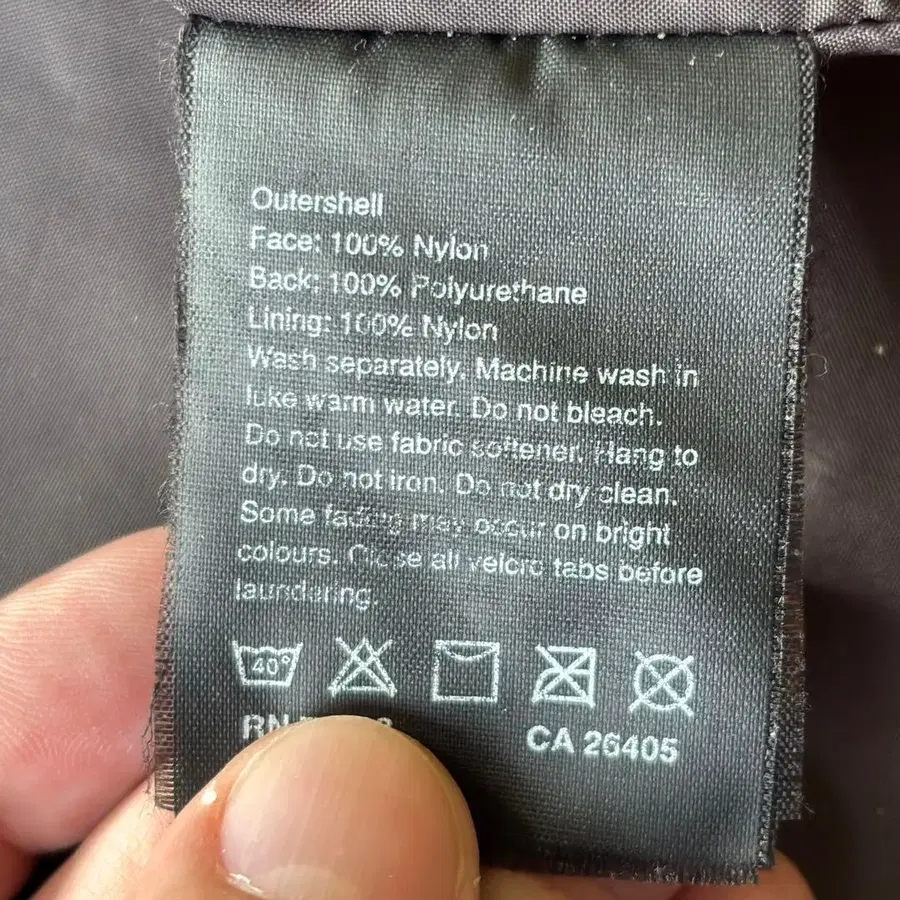 Outershell
Face: 100% Nylon
Back: 100% Polyurethane
Lining: 100% Nylon
Wash separately. Machine wash in
luke warm water. Do not bleach.
Do not use fabric softener. Hang to
dry. Do not iron. Do not dry clean.
Some fading may occur on bright
colours. Close all velcro tabs before
laundering.
40°
RN
CA 26405